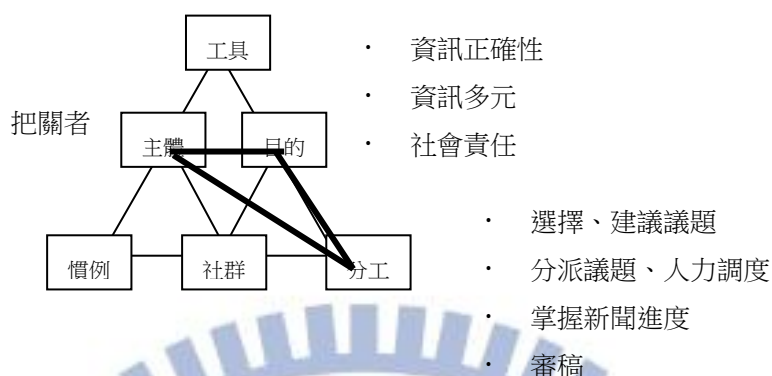 工具
· 資訊正確性
· 資訊多元
把關者
主體
目的
· 社會責任
· 選擇、建議議題
慣例
社群
分工
· 分派議題、人力調度
· 掌握新聞進度
· 審稿